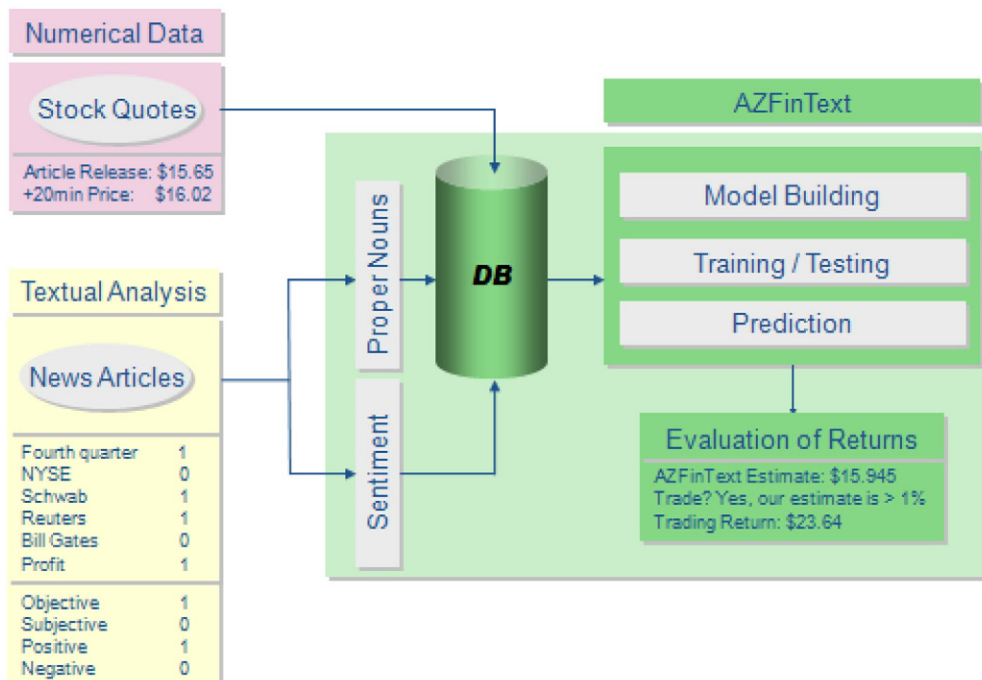 Numerical Data
Stock Quotes
Article Release: $15.65
+20min Price: $16.02
Textual Analysis
News Articles
Fourth quarter 1
NYSE 0
Schwab 1
Reuters 1
Bill Gates 0
Profit 1
Objective 1
Subjective 0
Positive 1
Negative 0
Proper Nouns
Sentiment
DB
AZFinText
Model Building
Training / Testing
Prediction
Evaluation of Returns
AZFinText Estimate: $15.945
Trade? Yes, our estimate is > 1%
Trading Return: $23.64